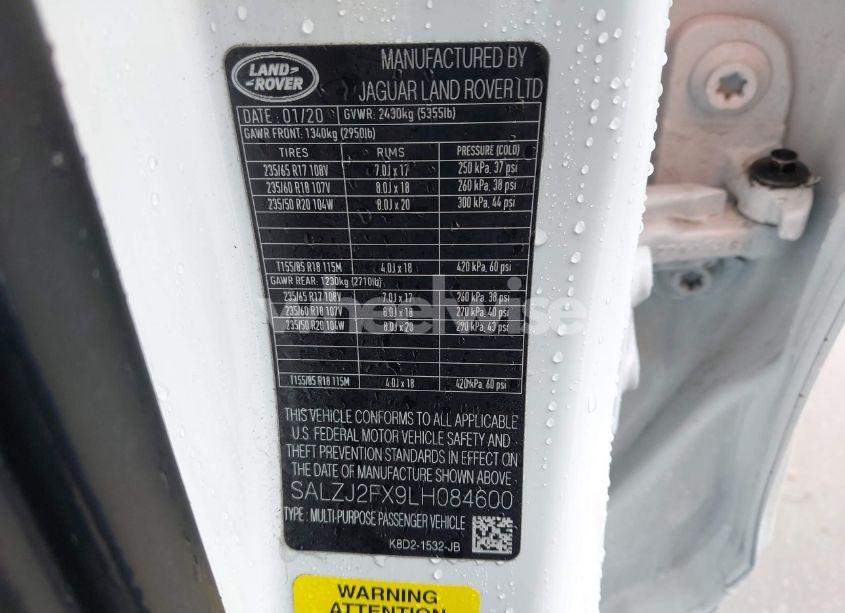 LAND
ROVER
MANUFACTURED BY
JAGUAR LAND ROVER LTD
DATE : 01/20 GVWR: 2430kg (5355lb)
GAWR FRONT: 1340kg (2950lb)
TIRES RIMS PRESSURE (COLD)
235/65 R17 108V 7.0J x 17 250 kPa, 37 psi
235/60 R18 107V 8.0J x 18 260 kPa, 38 psi
235/50 R20 104W 8.0J x 20 300 kPa, 44 psi
T155/85 R18 115M 4.0J x 18 420 kPa, 60 psi
GAWR REAR: 1230kg (2710lb)
235/65 R17 108V 7.0J x 17 260 kPa, 38 psi
235/60 R18 107V 8.0J x 18 270 kPa, 40 psi
235/50 R20 104W 8.0J x 20 290 kPa, 43 psi
wheelwise
T155/85 R18 115M 4.0J x 18 420 kPa, 60 psi
THIS VEHICLE CONFORMS TO ALL APPLICABLE
U.S. FEDERAL MOTOR VEHICLE SAFETY AND
THEFT PREVENTION STANDARDS IN EFFECT ON
THE DATE OF MANUFACTURE SHOWN ABOVE
SALZJ2FX9LH084600
TYPE : MULTI-PURPOSE PASSENGER VEHICLE
K8D2-1532-JB
WARNING
ATTENTION